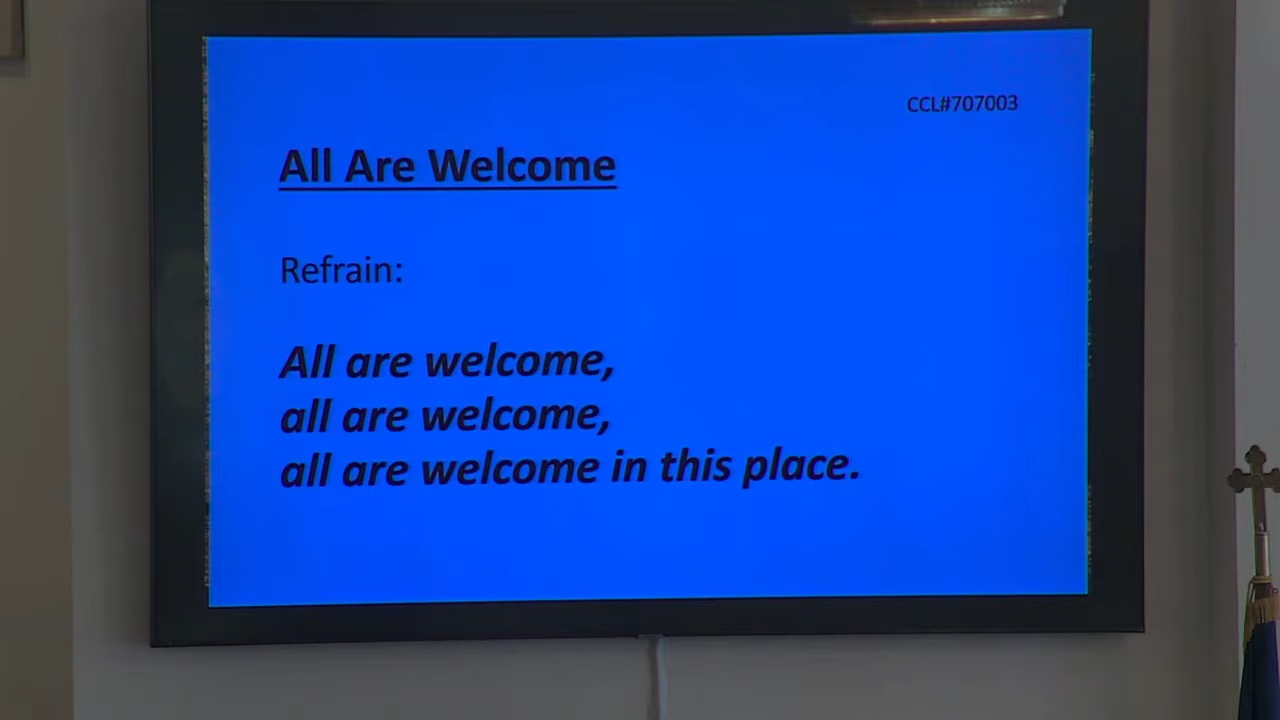 CCL#707003
All Are Welcome
Refrain:
All are welcome,
all are welcome,
all are welcome in this place.